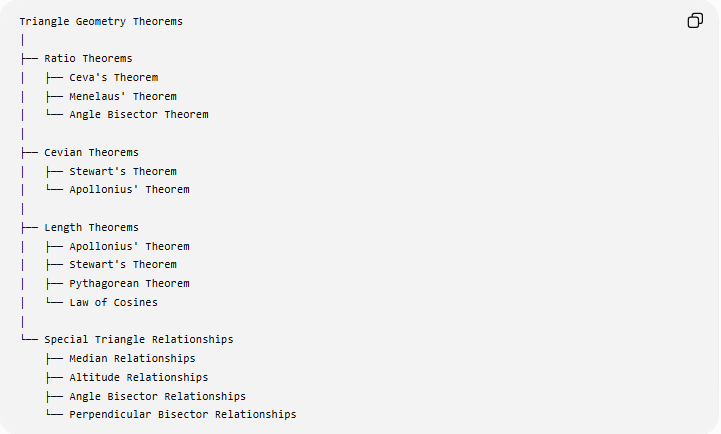 Triangle Geometry Theorems
│
├── Ratio Theorems
│   ├── Ceva's Theorem
│   ├── Menelaus' Theorem
│   └── Angle Bisector Theorem
│
├── Cevian Theorems
│   ├── Stewart's Theorem
│   └── Apollonius' Theorem
│
├── Length Theorems
│   ├── Apollonius' Theorem
│   ├── Stewart's Theorem
│   ├── Pythagorean Theorem
│   └── Law of Cosines
│
└── Special Triangle Relationships
    ├── Median Relationships
    ├── Altitude Relationships
    ├── Angle Bisector Relationships
    └── Perpendicular Bisector Relationships